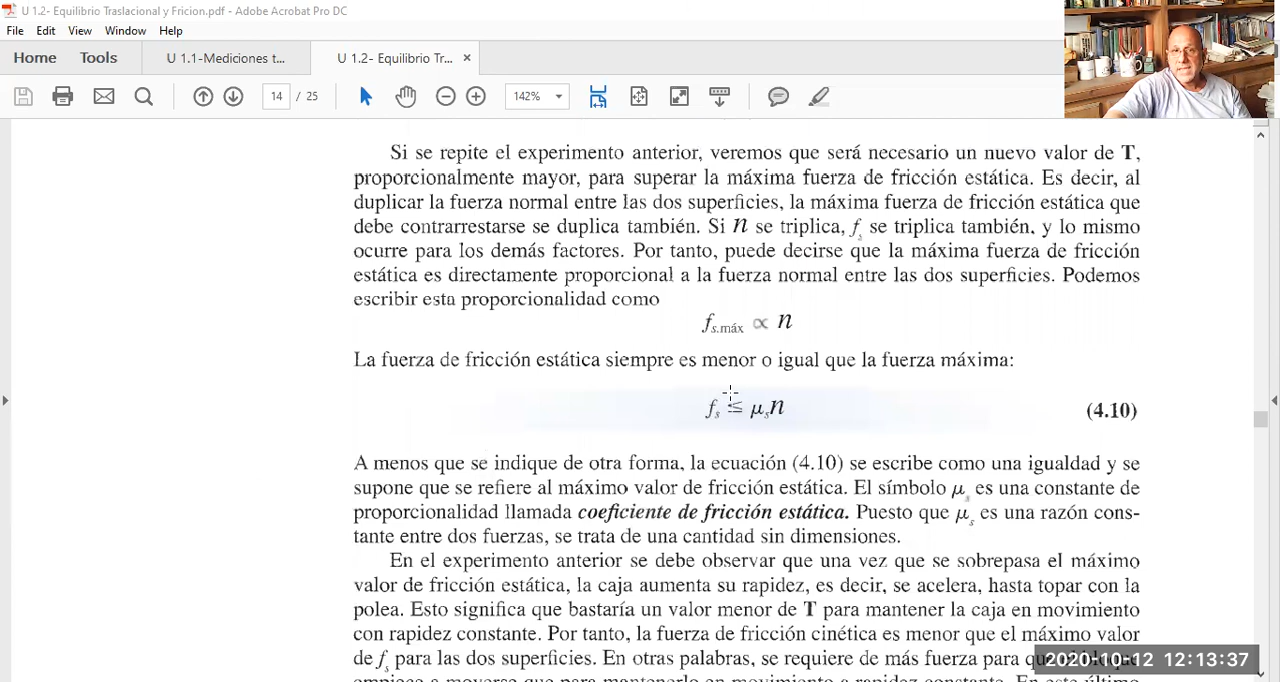 U 1.2- Equilibrio Traslacional y Fricion.pdf - Adobe Acrobat Pro DC
File Edit View Window Help
Home Tools U 1.1-Mediciones t... U 1.2- Equilibrio Tr... ×
14 / 25 142%
Si se repite el experimento anterior, veremos que será necesario un nuevo valor de T,
proporcionalmente mayor, para superar la máxima fuerza de fricción estática. Es decir, al
duplicar la fuerza normal entre las dos superficies, la máxima fuerza de fricción estática que
debe contrarrestarse se duplica también. Si n se triplica, fs se triplica también, y lo mismo
ocurre para los demás factores. Por tanto, puede decirse que la máxima fuerza de fricción
estática es directamente proporcional a la fuerza normal entre las dos superficies. Podemos
escribir esta proporcionalidad como
fs.máx ∝ n
La fuerza de fricción estática siempre es menor o igual que la fuerza máxima:
fs ≤ μsn (4.10)
A menos que se indique de otra forma, la ecuación (4.10) se escribe como una igualdad y se
supone que se refiere al máximo valor de fricción estática. El símbolo μs es una constante de
proporcionalidad llamada coeficiente de fricción estática. Puesto que μs es una razón cons-
tante entre dos fuerzas, se trata de una cantidad sin dimensiones.
En el experimento anterior se debe observar que una vez que se sobrepasa el máximo
valor de fricción estática, la caja aumenta su rapidez, es decir, se acelera, hasta topar con la
polea. Esto significa que bastaría un valor menor de T para mantener la caja en movimiento
con rapidez constante. Por tanto, la fuerza de fricción cinética es menor que el máximo valor
de fs para las dos superficies. En otras palabras, se requiere de más fuerza para
2020-10-12 12:13:37